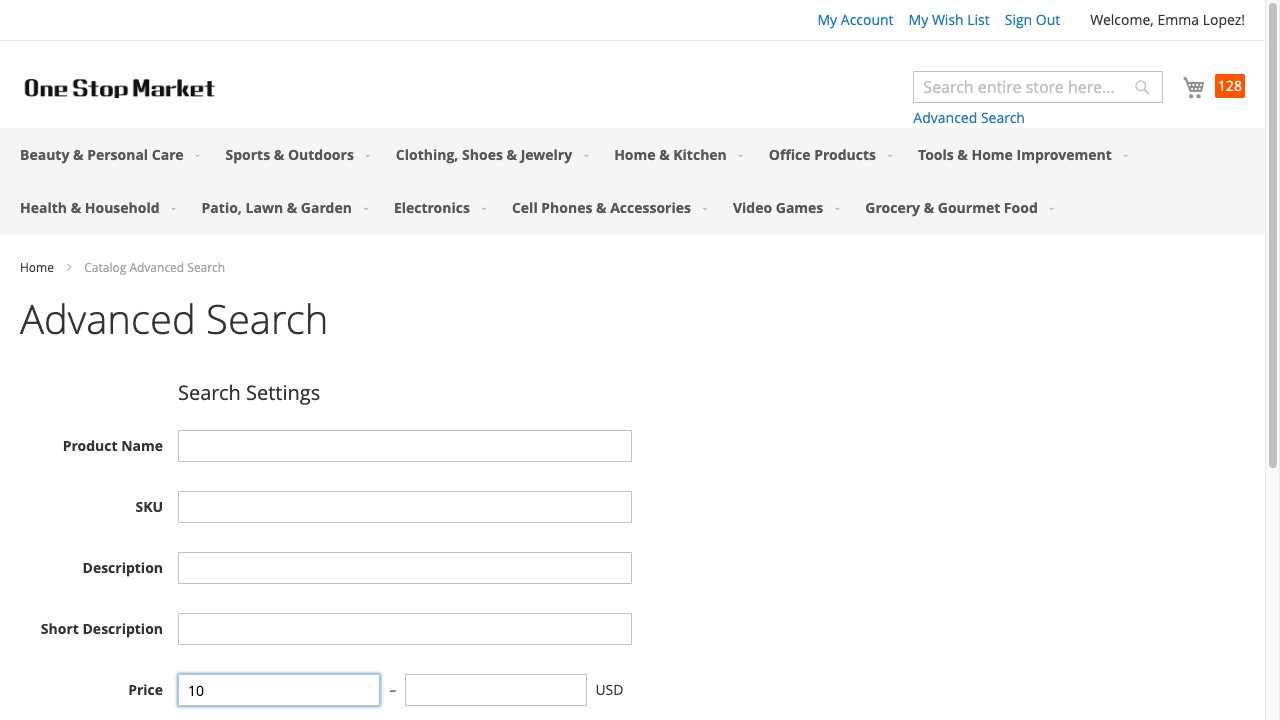 My Account My Wish List Sign Out Welcome, Emma Lopez!
One Stop Market
Search entire store here...
128
Advanced Search
Beauty & Personal Care Sports & Outdoors Clothing, Shoes & Jewelry Home & Kitchen Office Products Tools & Home Improvement
Health & Household Patio, Lawn & Garden Electronics Cell Phones & Accessories Video Games Grocery & Gourmet Food
Home Catalog Advanced Search
Advanced Search
Search Settings
Product Name
SKU
Description
Short Description
Price 10 – USD